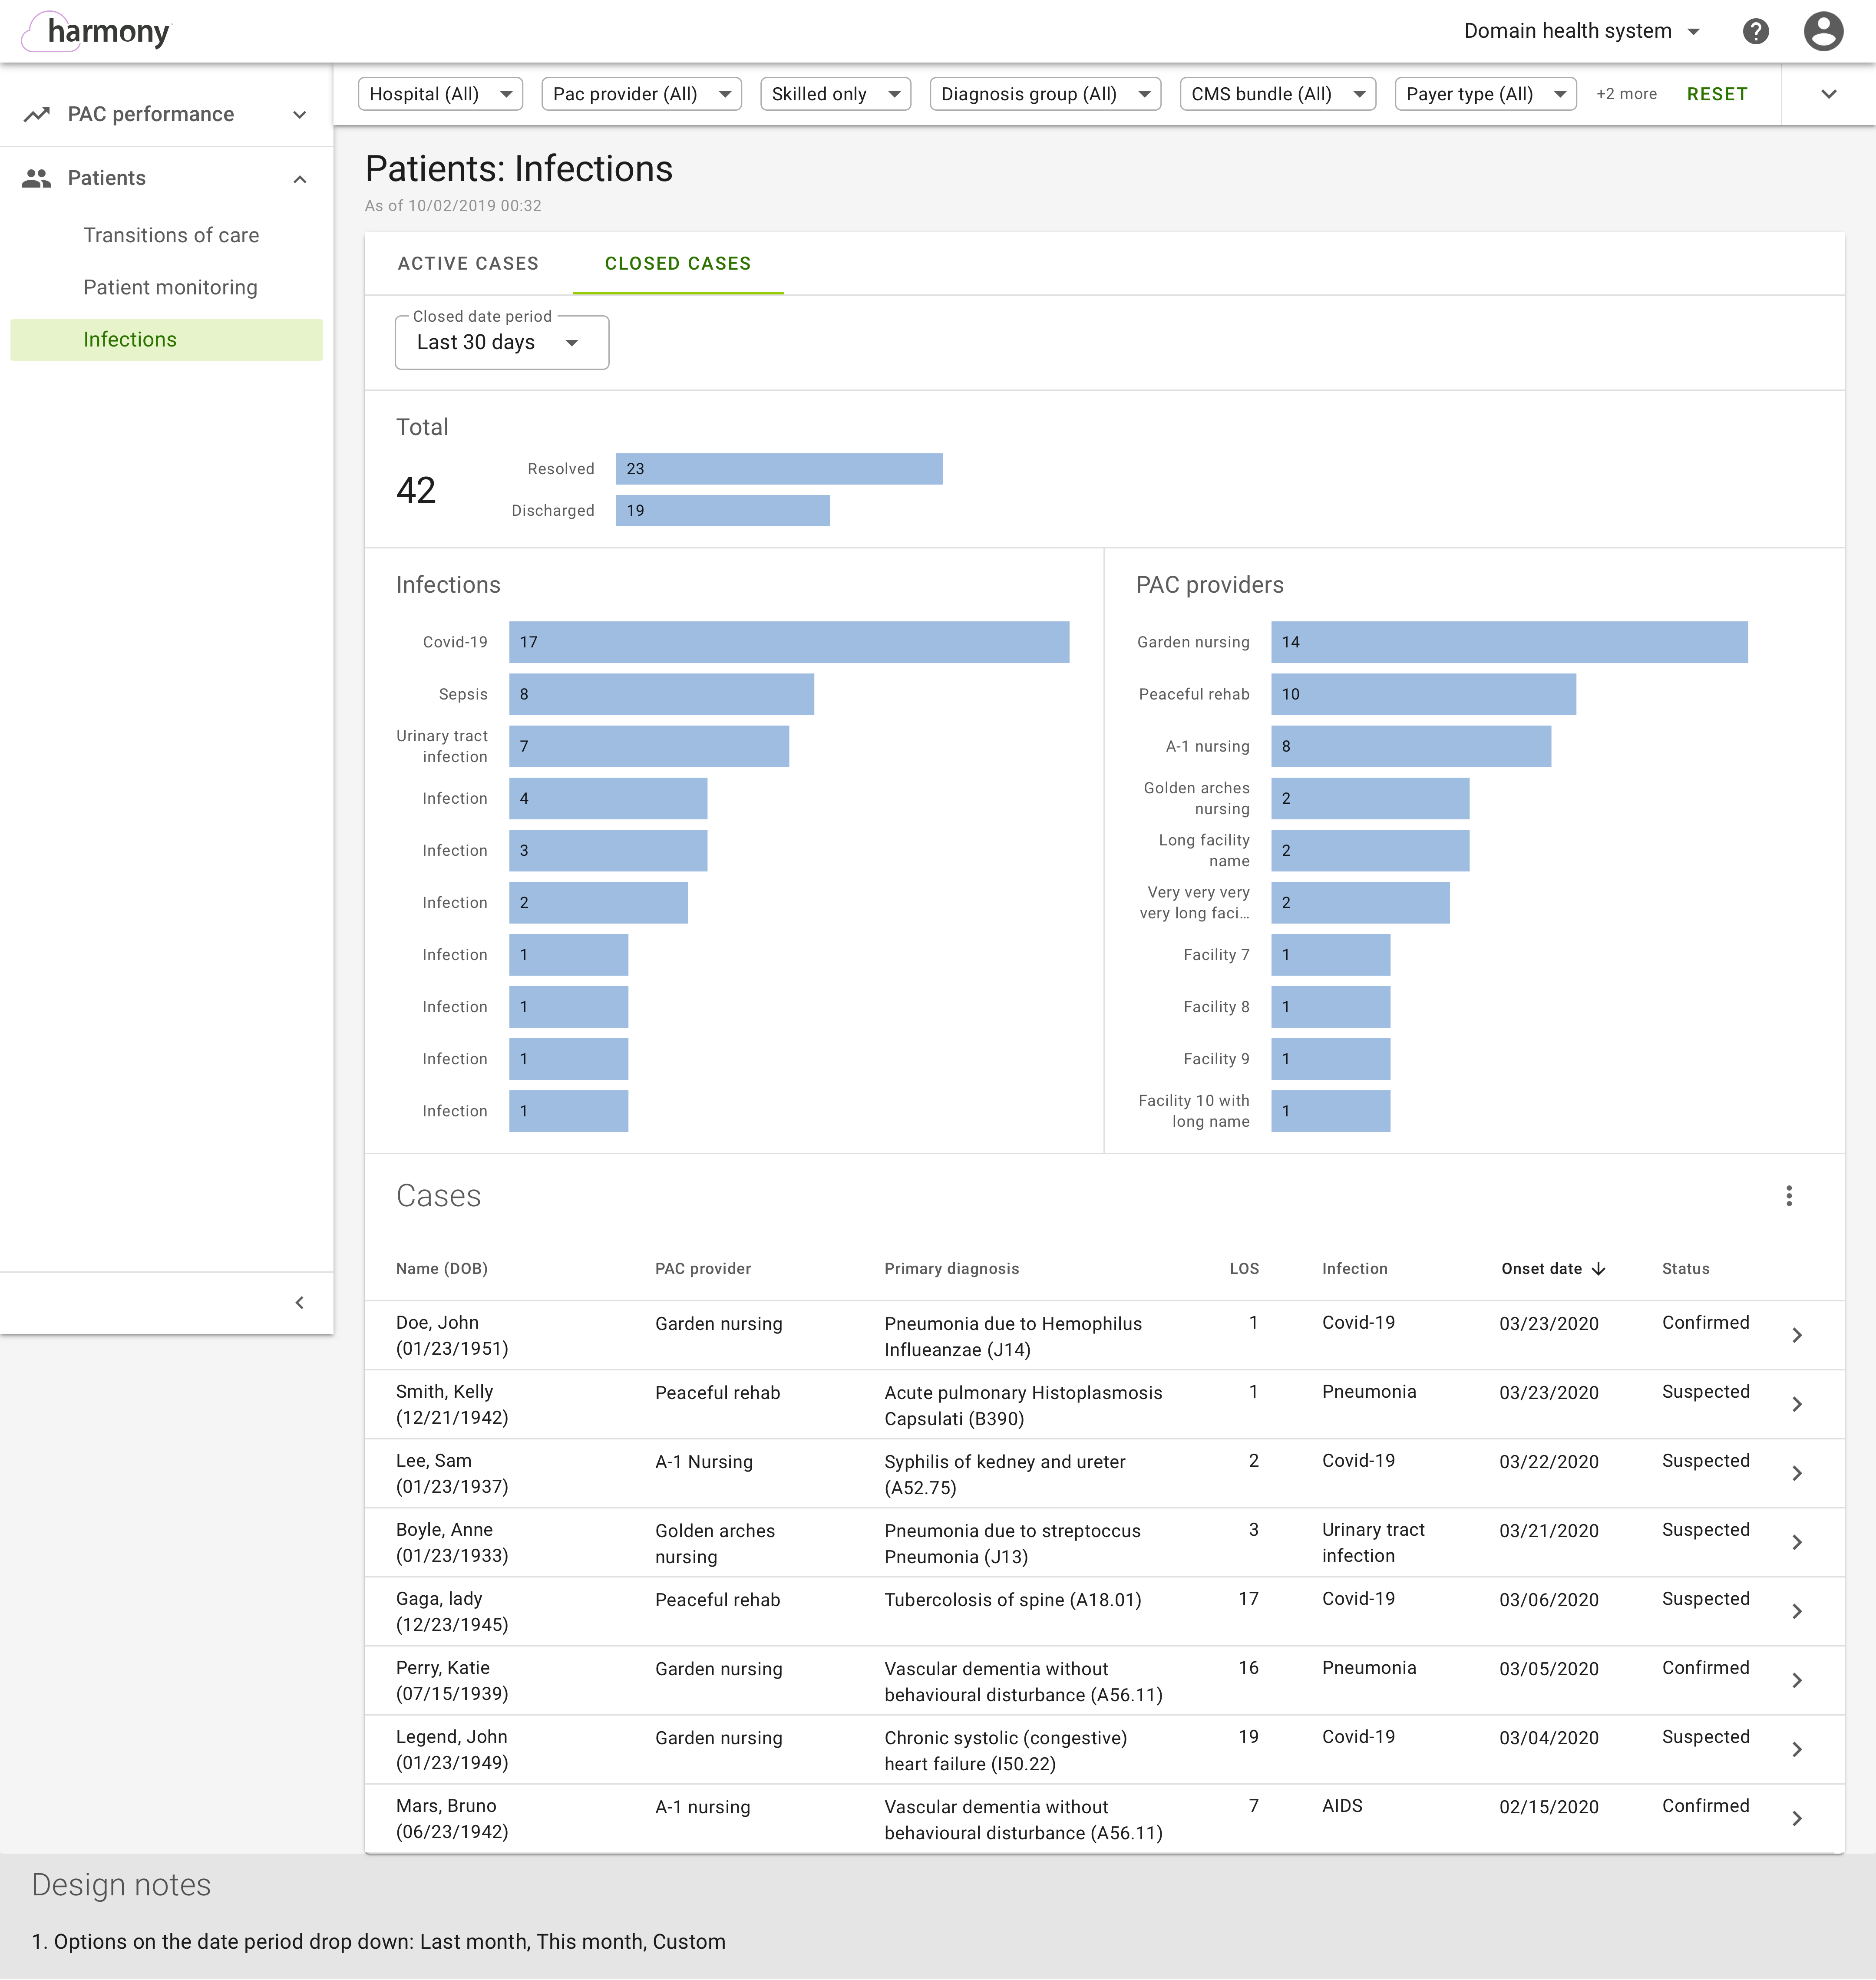 harmony
Domain health system
PAC performance
Patients
Transitions of care
Patient monitoring
Infections
Hospital (All)
Pac provider (All)
Skilled only
Diagnosis group (All)
CMS bundle (All)
Payer type (All)
+2 more
RESET
Patients: Infections
As of 10/02/2019 00:32
ACTIVE CASES
CLOSED CASES
Closed date period
Last 30 days
Total
42
Resolved 23
Discharged 19
Infections
Covid-19 17
Sepsis 8
Urinary tract
infection
7
Infection 4
Infection 3
Infection 2
Infection 1
Infection 1
Infection 1
Infection 1
PAC providers
Garden nursing 14
Peaceful rehab 10
A-1 nursing 8
Golden arches
nursing
2
Long facility
name
2
Very very very
very long faci...
2
Facility 7 1
Facility 8 1
Facility 9 1
Facility 10 with
long name
1
Cases
Name (DOB) PAC provider Primary diagnosis LOS Infection Onset date Status
Doe, John Garden nursing Pneumonia due to Hemophilus 1 Covid-19 03/23/2020 Confirmed
(01/23/1951) Influeanzae (J14)
Smith, Kelly Peaceful rehab Acute pulmonary Histoplasmosis 1 Pneumonia 03/23/2020 Suspected
(12/21/1942) Capsulati (B390)
Lee, Sam A-1 Nursing Syphilis of kedney and ureter 2 Covid-19 03/22/2020 Suspected
(01/23/1937) (A52.75)
Boyle, Anne Golden arches Pneumonia due to streptoccus 3 Urinary tract 03/21/2020 Suspected
(01/23/1933) nursing Pneumonia (J13) infection
Gaga, lady Peaceful rehab Tubercolosis of spine (A18.01) 17 Covid-19 03/06/2020 Suspected
(12/23/1945)
Perry, Katie Garden nursing Vascular dementia without 16 Pneumonia 03/05/2020 Confirmed
(07/15/1939) behavioural disturbance (A56.11)
Legend, John Garden nursing Chronic systolic (congestive) 19 Covid-19 03/04/2020 Suspected
(01/23/1949) heart failure (I50.22)
Mars, Bruno A-1 nursing Vascular dementia without 7 AIDS 02/15/2020 Confirmed
(06/23/1942) behavioural disturbance (A56.11)
Design notes
1. Options on the date period drop down: Last month, This month, Custom